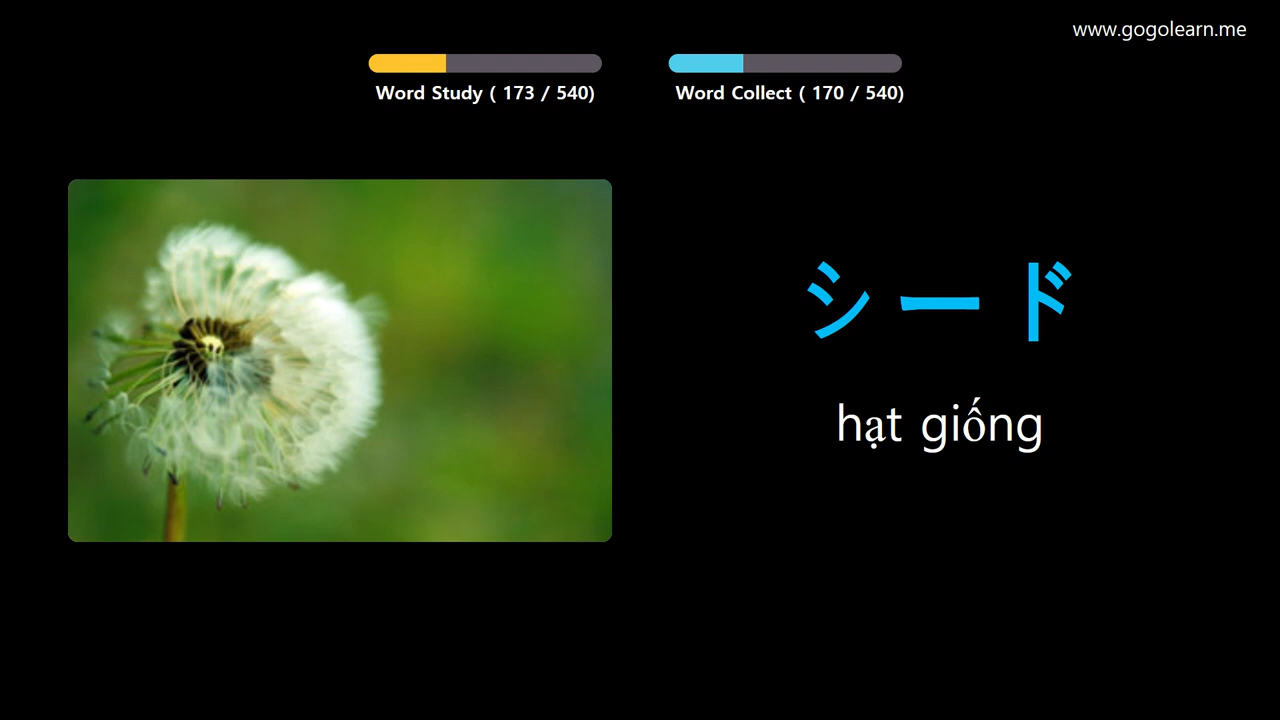 www.gogolearn.me
Word Study ( 173 / 540)
Word Collect ( 170 / 540)
シード
hạt giống